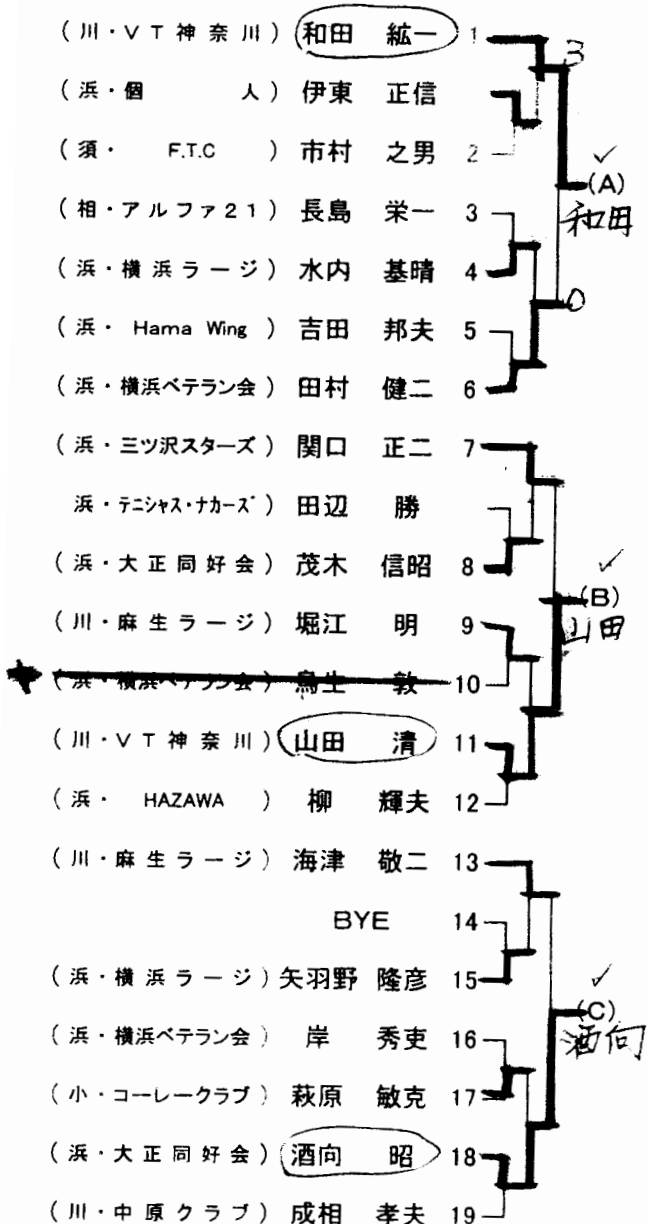 (川・VT神奈川) 和田 紘一 1 3
(浜・個 人) 伊東 正信
(須・ F.T.C ) 市村 之男 2
(A)
(相・アルファ21) 長島 栄一 3 和田
(浜・横浜ラージ) 水内 基晴 4
0
(浜・ Hama Wing ) 吉田 邦夫 5
(浜・横浜ベテラン会) 田村 健二 6
(浜・三ツ沢スターズ) 関口 正二 7
浜・テニシャス・ナカーズ) 田辺 勝
(浜・大正同好会) 茂木 信昭 8
(B)
(川・麻生ラージ) 堀江 明 9 山田
(浜・横浜ベテラン会) 鳥生 敦 10
(川・VT神奈川) 山田 清 11
(浜・ HAZAWA ) 柳 輝夫 12
(川・麻生ラージ) 海津 敬二 13
BYE 14
(浜・横浜ラージ) 矢羽野 隆彦 15
(C)
(浜・横浜ベテラン会) 岸 秀吏 16 酒向
(小・コーレークラブ) 萩原 敏克 17
(浜・大正同好会) 酒向 昭 18
(川・中原クラブ) 成相 孝夫 19